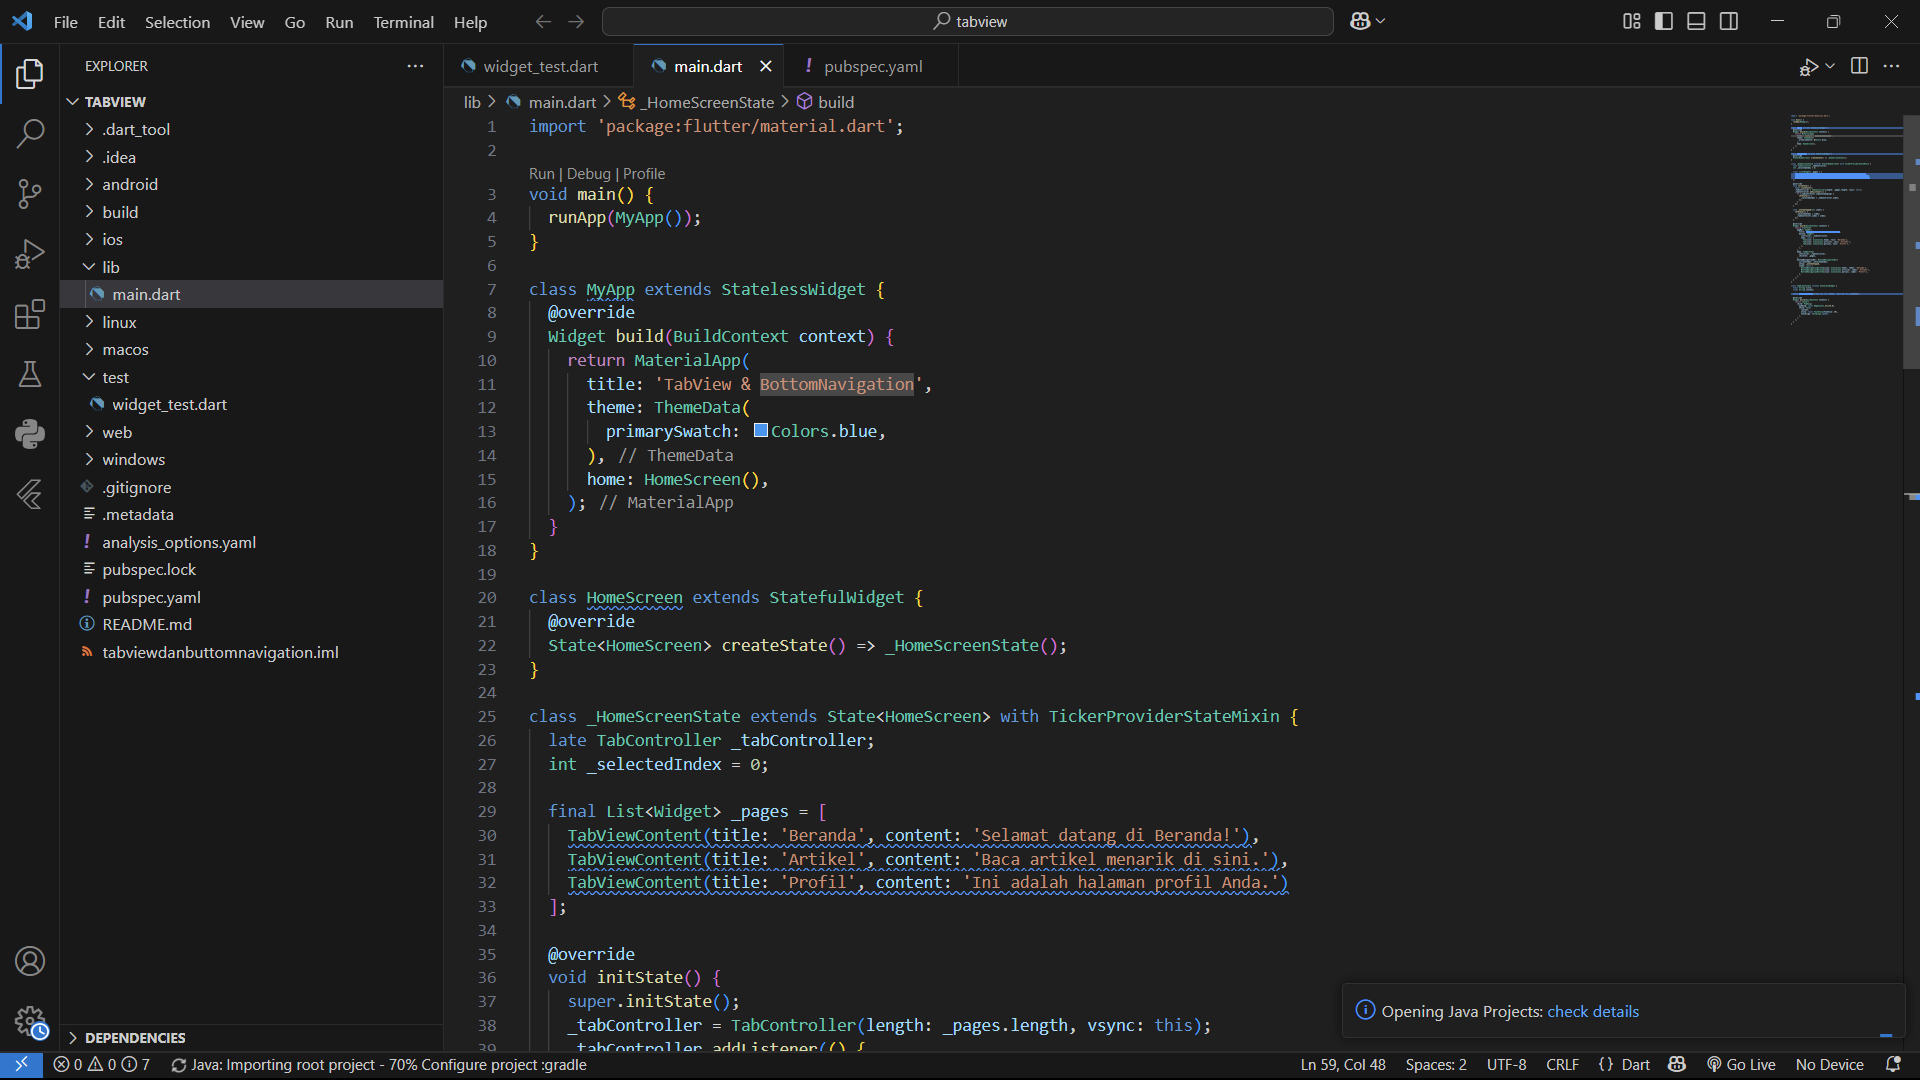 File Edit Selection View Go Run Terminal Help
tabview
EXPLORER
TABVIEW
.dart_tool
.idea
android
build
ios
lib
main.dart
linux
macos
test
widget_test.dart
web
windows
.gitignore
.metadata
analysis_options.yaml
pubspec.lock
pubspec.yaml
README.md
tabviewdanbuttomnavigation.iml
DEPENDENCIES
widget_test.dart main.dart ! pubspec.yaml
lib > main.dart > _HomeScreenState > build
1 import 'package:flutter/material.dart';
2
Run | Debug | Profile
3 void main() {
4 runApp(MyApp());
5 }
6
7 class MyApp extends StatelessWidget {
8 @override
9 Widget build(BuildContext context) {
10 return MaterialApp(
11 title: 'TabView & BottomNavigation',
12 theme: ThemeData(
13 primarySwatch: Colors.blue,
14 ), // ThemeData
15 home: HomeScreen(),
16 ); // MaterialApp
17 }
18 }
19
20 class HomeScreen extends StatefulWidget {
21 @override
22 State<HomeScreen> createState() => _HomeScreenState();
23 }
24
25 class _HomeScreenState extends State<HomeScreen> with TickerProviderStateMixin {
26 late TabController _tabController;
27 int _selectedIndex = 0;
28
29 final List<Widget> _pages = [
30 TabViewContent(title: 'Beranda', content: 'Selamat datang di Beranda!'),
31 TabViewContent(title: 'Artikel', content: 'Baca artikel menarik di sini.'),
32 TabViewContent(title: 'Profil', content: 'Ini adalah halaman profil Anda.')
33 ];
34
35 @override
36 void initState() {
37 super.initState();
38 _tabController = TabController(length: _pages.length, vsync: this);
39 _tabController.addListener(() {
Opening Java Projects: check details
0 0 7 Java: Importing root project - 70% Configure project :gradle
Ln 59, Col 48 Spaces: 2 UTF-8 CRLF {} Dart Go Live No Device